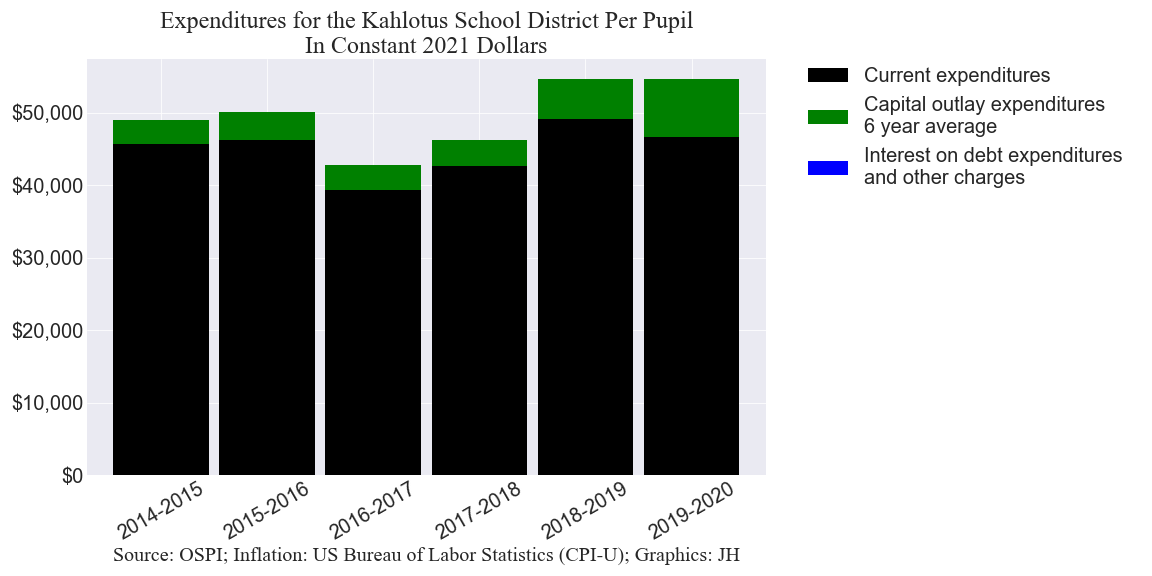 Expenditures for the Kahlotus School District Per Pupil
In Constant 2021 Dollars
Current expenditures
Capital outlay expenditures
6 year average
Interest on debt expenditures
and other charges
$50,000
$40,000
$30,000
$20,000
$10,000
$0
2014-2015
2015-2016
2016-2017
2017-2018
2018-2019
2019-2020
Source: OSPI; Inflation: US Bureau of Labor Statistics (CPI-U); Graphics: JH